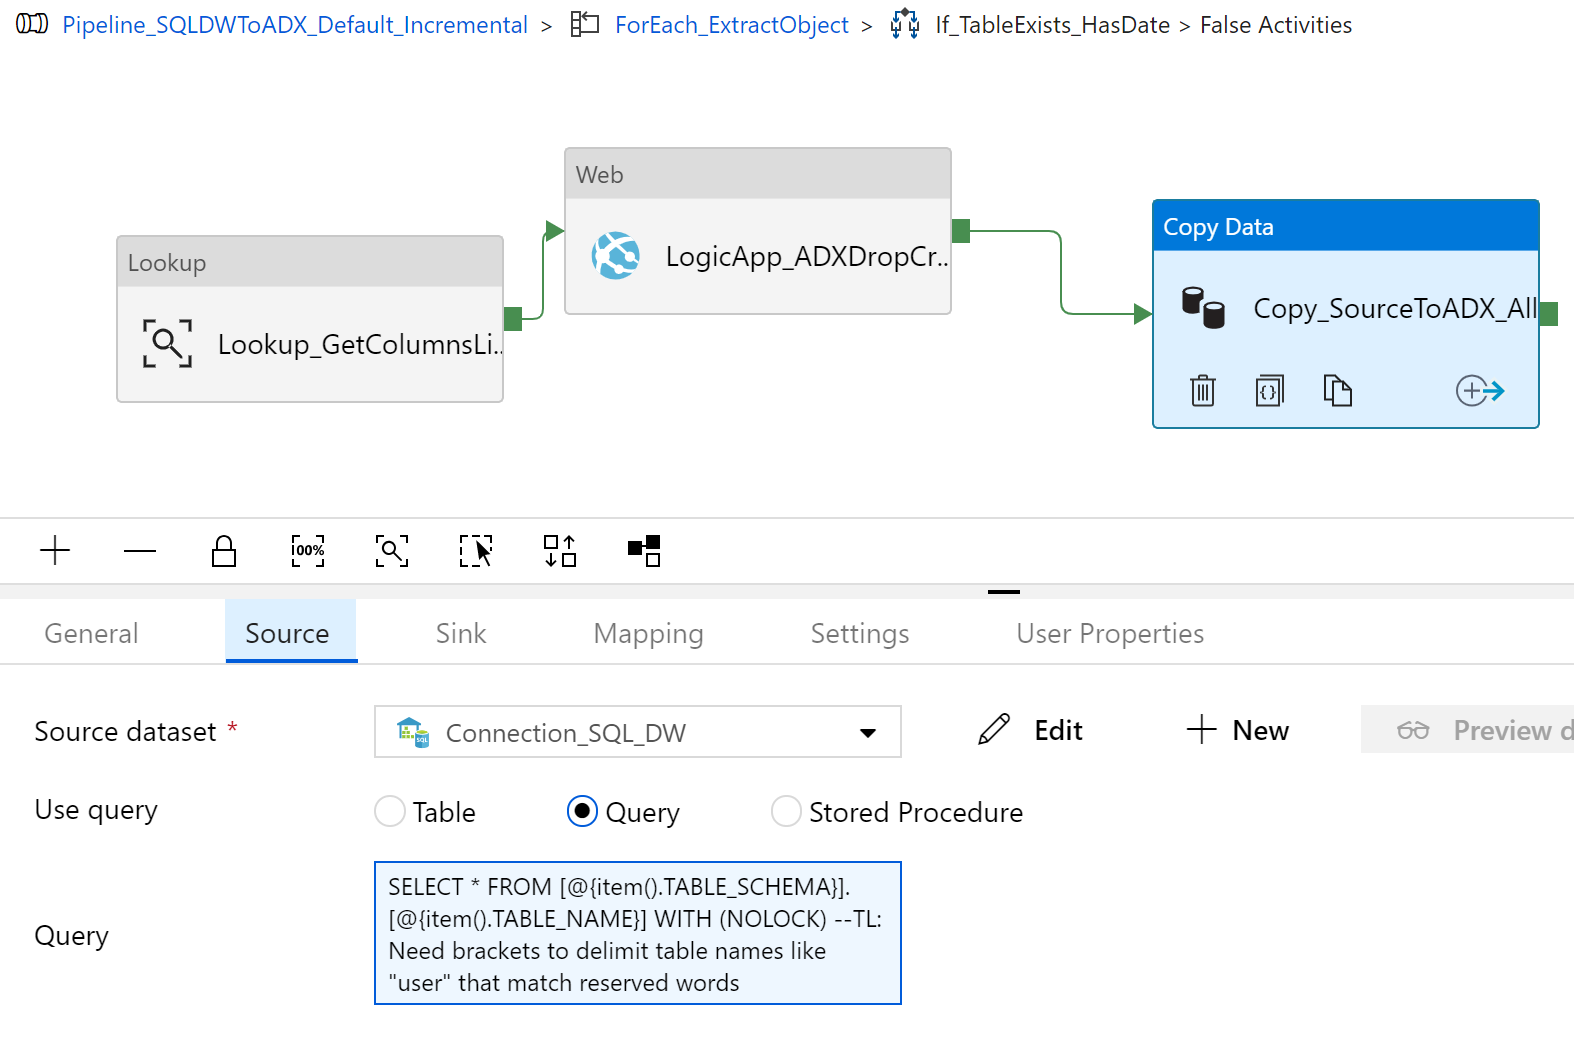 Pipeline_SQLDWToADX_Default_Incremental > ForEach_ExtractObject > If_TableExists_HasDate > False Activities
Web
LogicApp_ADXDropCr..
Copy Data
Copy_SourceToADX_All
Lookup
Lookup_GetColumnsLi..
100%
General Source Sink Mapping Settings User Properties
Source dataset * Connection_SQL_DW Edit New Preview d
Use query Table Query Stored Procedure
Query
SELECT * FROM [@{item().TABLE_SCHEMA}].
[@{item().TABLE_NAME}] WITH (NOLOCK) --TL:
Need brackets to delimit table names like
"user" that match reserved words